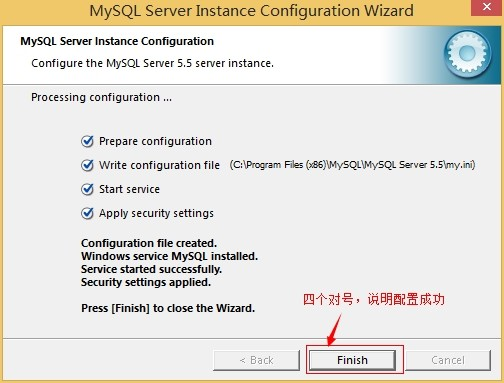 MySQL Server Instance Configuration Wizard
MySQL Server Instance Configuration
Configure the MySQL Server 5.5 server instance.
Processing configuration ...
Prepare configuration
Write configuration file (C:\Program Files (x86)\MySQL\MySQL Server 5.5\my.ini)
Start service
Apply security settings
Configuration file created.
Windows service MySQL installed.
Service started successfully.
Security settings applied.
Press [Finish] to close the Wizard.
四个对号，说明配置成功
< Back Finish Cancel